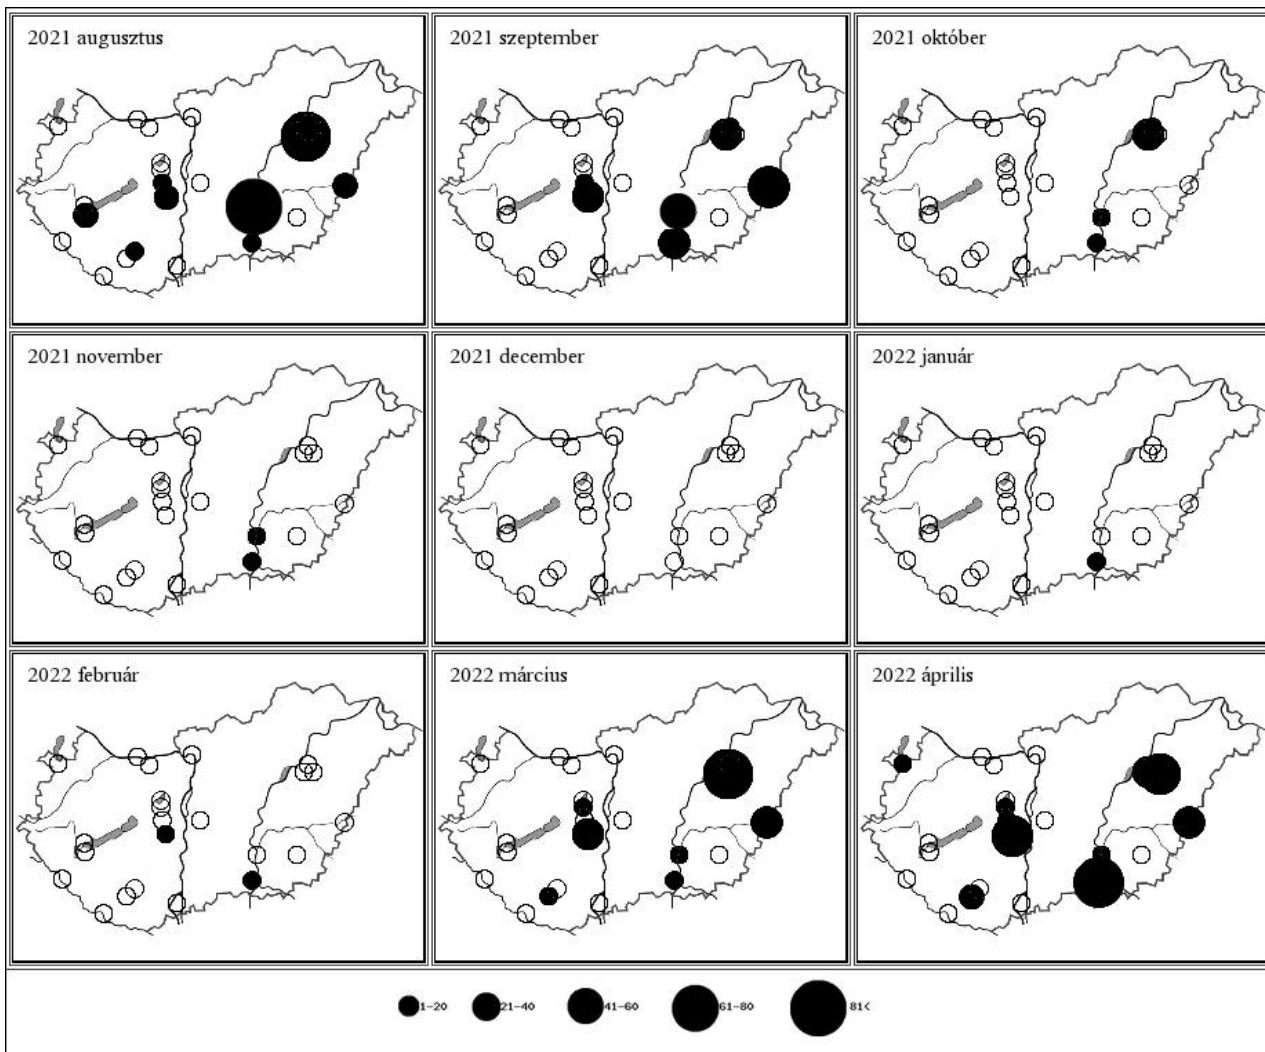 2021 augusztus
2021 szeptember
2021 október
2021 november
2021 december
2022 január
2022 február
2022 március
2022 április
1-20
21-40
41-60
61-80
81<